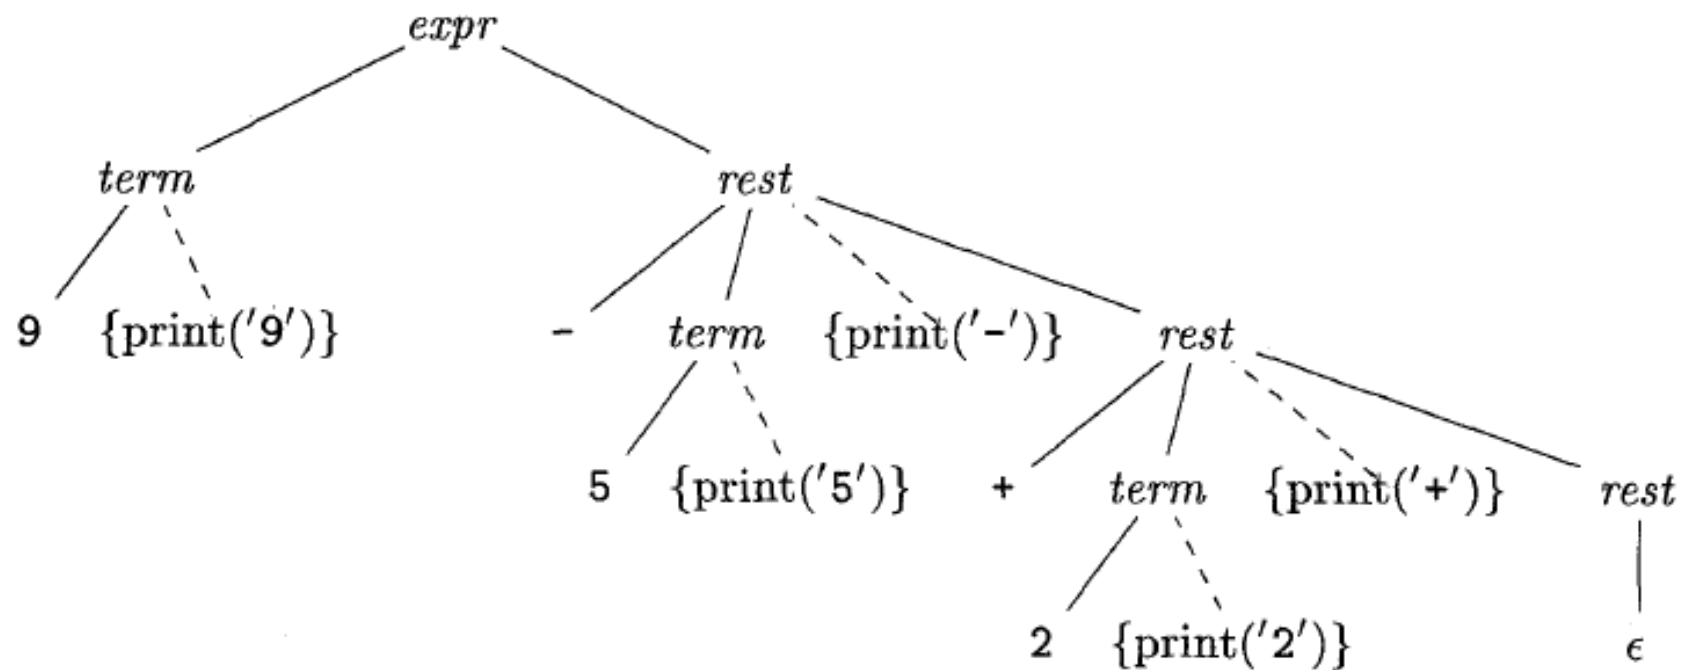 expr
term rest
9 {print('9')} - term {print('-')} rest
5 {print('5')} + term {print('+')} rest
2 {print('2')} ϵ